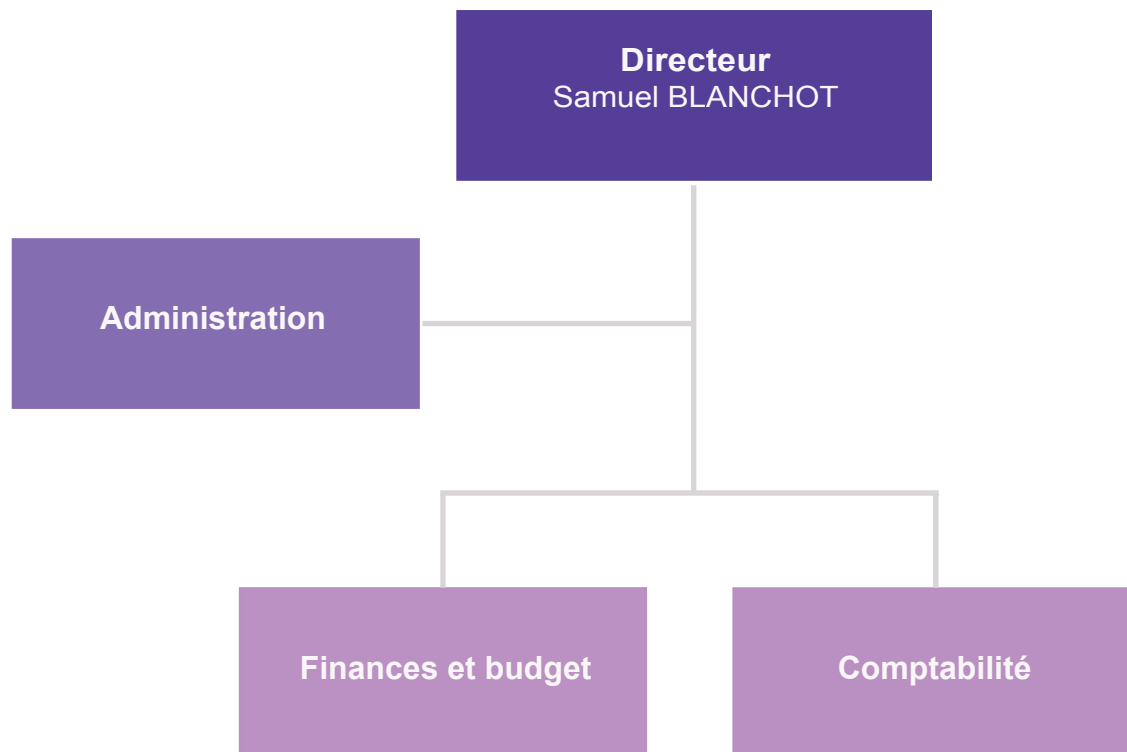 Directeur
Samuel BLANCHOT
Administration
Finances et budget
Comptabilité